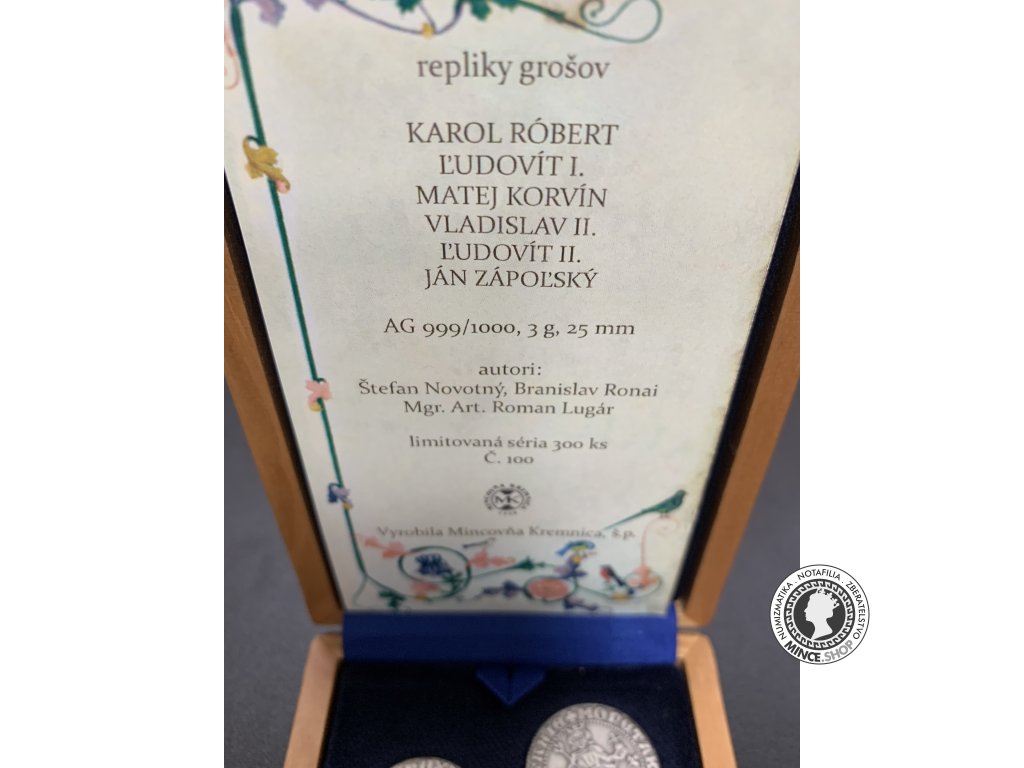 repliky grošov
KAROL RÓBERT
ĽUDOVÍT I.
MATEJ KORVÍN
VLADISLAV II.
ĽUDOVÍT II.
JÁN ZÁPOĽSKÝ
AG 999/1000, 3 g, 25 mm
autori:
Štefan Novotný, Branislav Ronai
Mgr. Art. Roman Lugár
limitovaná séria 300 ks
Č. 100
MK
Vyrobila Mincovňa Kremnica, š.p.
NUMIZMATIKA . NOTAFILIA . ZBERATELSTVO
MINCE.SHOP